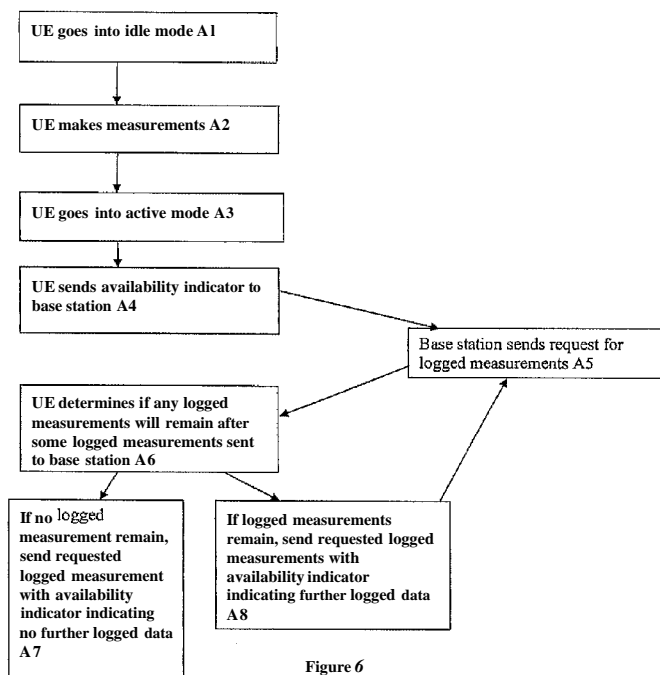 UE goes into idle mode A1
UE makes measurements A2
UE goes into active mode A3
UE sends availability indicator to
base station A4
Base station sends request for
logged measurements A5
UE determines if any logged
measurements will remain after
some logged measurements sent
to base station A6
If no logged
measurement remain,
send requested
logged measurement
with availability
indicator indicating
no further logged data
A7
If logged measurements
remain, send requested logged
measurements with
availability indicator
indicating further logged data
A8
Figure 6